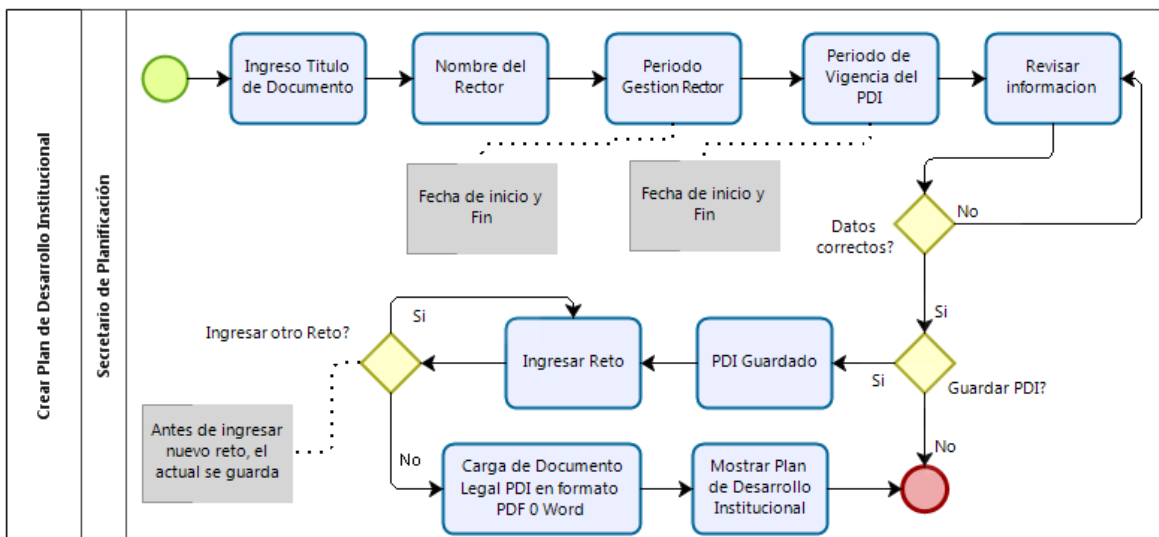 Crear Plan de Desarrollo Institucional
Secretario de Planificación
Ingreso Titulo
de Documento
Nombre del
Rector
Periodo
Gestion Rector
Periodo de
Vigencia del
PDI
Revisar
informacion
Fecha de inicio y
Fin
Fecha de inicio y
Fin
Datos
correctos?
No
Si
Guardar PDI?
Si
No
PDI Guardado
Ingresar Reto
Ingresar otro Reto?
Si
No
Antes de ingresar
nuevo reto, el
actual se guarda
Carga de Documento
Legal PDI en formato
PDF 0 Word
Mostrar Plan
de Desarrollo
Institucional